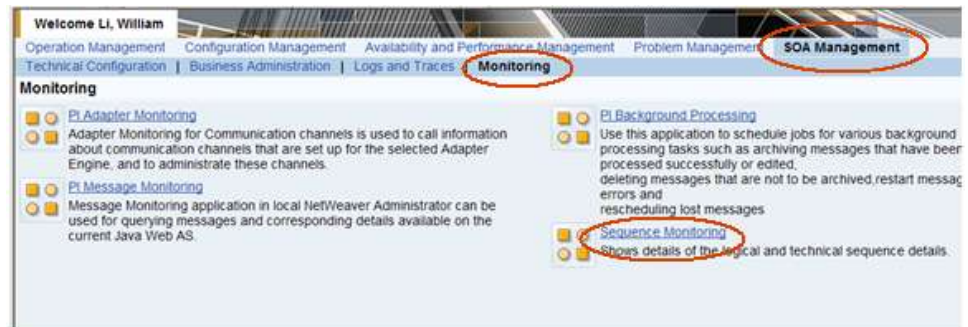 Welcome Li, William
Operation Management Configuration Management Availability and Performance Management Problem Management SOA Management
Technical Configuration | Business Administration | Logs and Traces Monitoring
Monitoring
PI Adapter Monitoring
Adapter Monitoring for Communication channels is used to call information
about communication channels that are set up for the selected Adapter
Engine, and to administrate these channels.
PI Message Monitoring
Message Monitoring application in local NetWeaver Administrator can be
used for querying messages and corresponding details available on the
current Java Web AS.
PI Background Processing
Use this application to schedule jobs for various background
processing tasks such as archiving messages that have been
processed successfully or edited,
deleting messages that are not to be archived,restart messag
errors and
rescheduling lost messages
Sequence Monitoring
Shows details of the logical and technical sequence details.